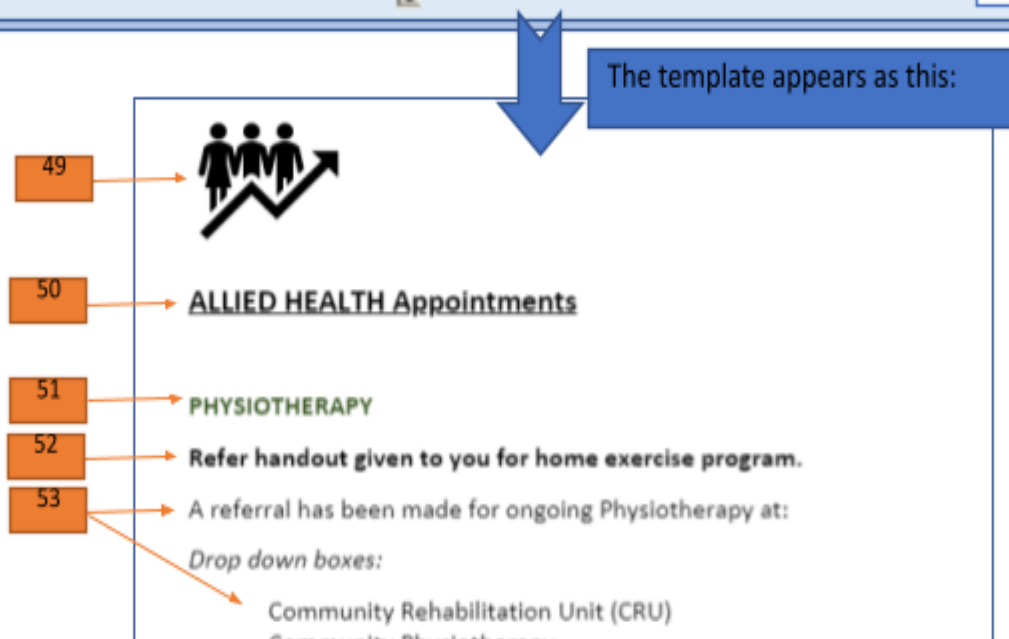 The template appears as this:
49
50
ALLIED HEALTH Appointments
51
PHYSIOTHERAPY
52
Refer handout given to you for home exercise program.
53
A referral has been made for ongoing Physiotherapy at:
Drop down boxes:
Community Rehabilitation Unit (CRU)